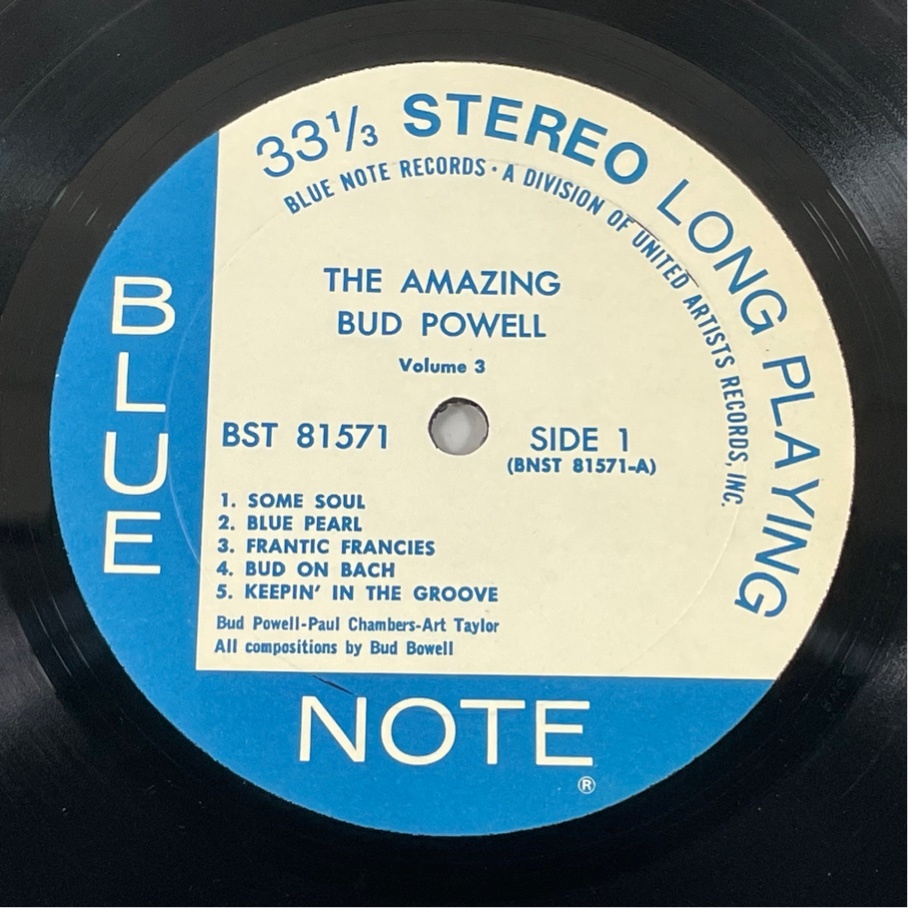 33⅓ STEREO LONG PLAYING
BLUE NOTE RECORDS · A DIVISION OF UNITED ARTISTS RECORDS, INC.
THE AMAZING
BUD POWELL
Volume 3
BST 81571
SIDE 1
(BNST 81571-A)
1. SOME SOUL
2. BLUE PEARL
3. FRANTIC FRANCIES
4. BUD ON BACH
5. KEEPIN' IN THE GROOVE
Bud Powell-Paul Chambers-Art Taylor
All compositions by Bud Bowell
BLUE
NOTE
®